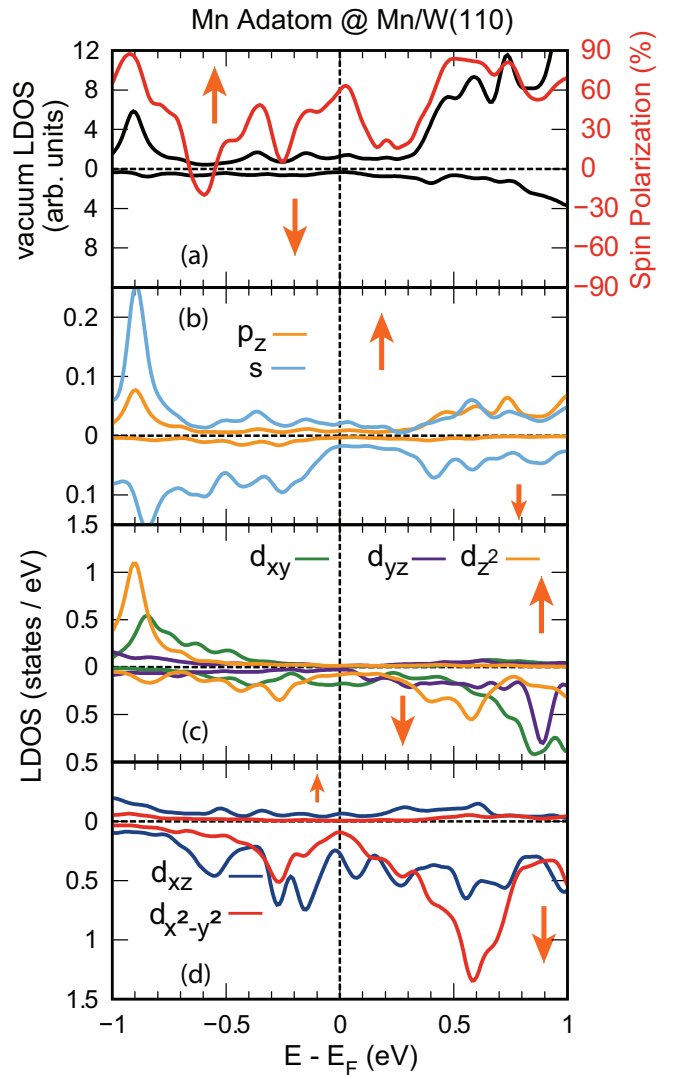 Mn Adatom @ Mn/W(110)
vacuum LDOS
(arb. units)
12
8
4
0
4
8
(a)
90
60
30
0
−30
−60
−90
Spin Polarization (%)
(b)
p_z
s
0.2
0.1
0
0.1
LDOS (states / eV)
1.5
d_xy
d_yz
d_z²
1
0.5
0
0.5
(c)
0.5
0
0.5
1
1.5
d_xz
d_x²-y²
(d)
−1
−0.5
0
0.5
1
E - E_F (eV)